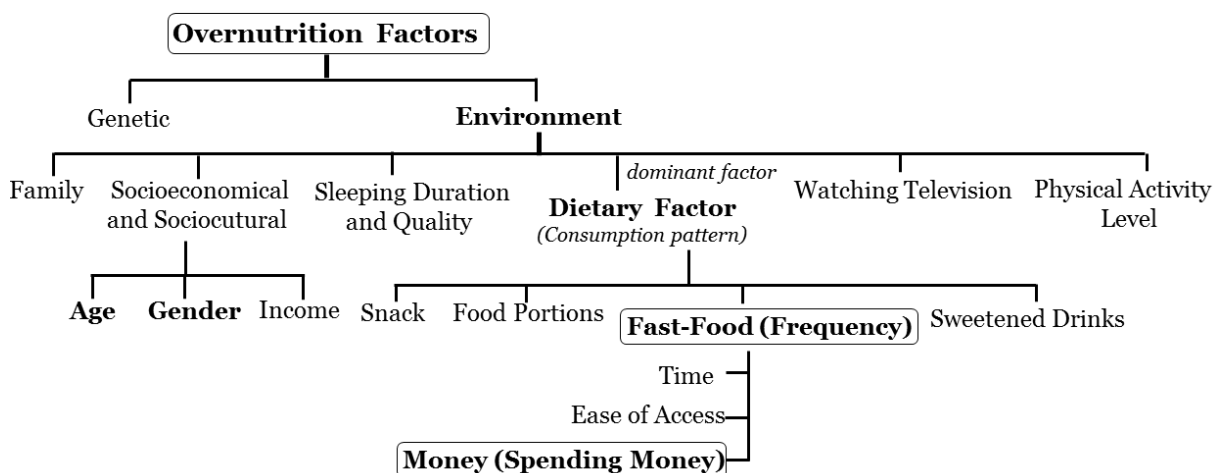 Overnutrition Factors
Genetic
Environment
Family
Socioeconomical
and Sociocutural
Sleeping Duration
and Quality
dominant factor
Dietary Factor
(Consumption pattern)
Watching Television
Physical Activity
Level
Age
Gender
Income
Snack
Food Portions
Fast-Food (Frequency)
Sweetened Drinks
Time
Ease of Access
Money (Spending Money)